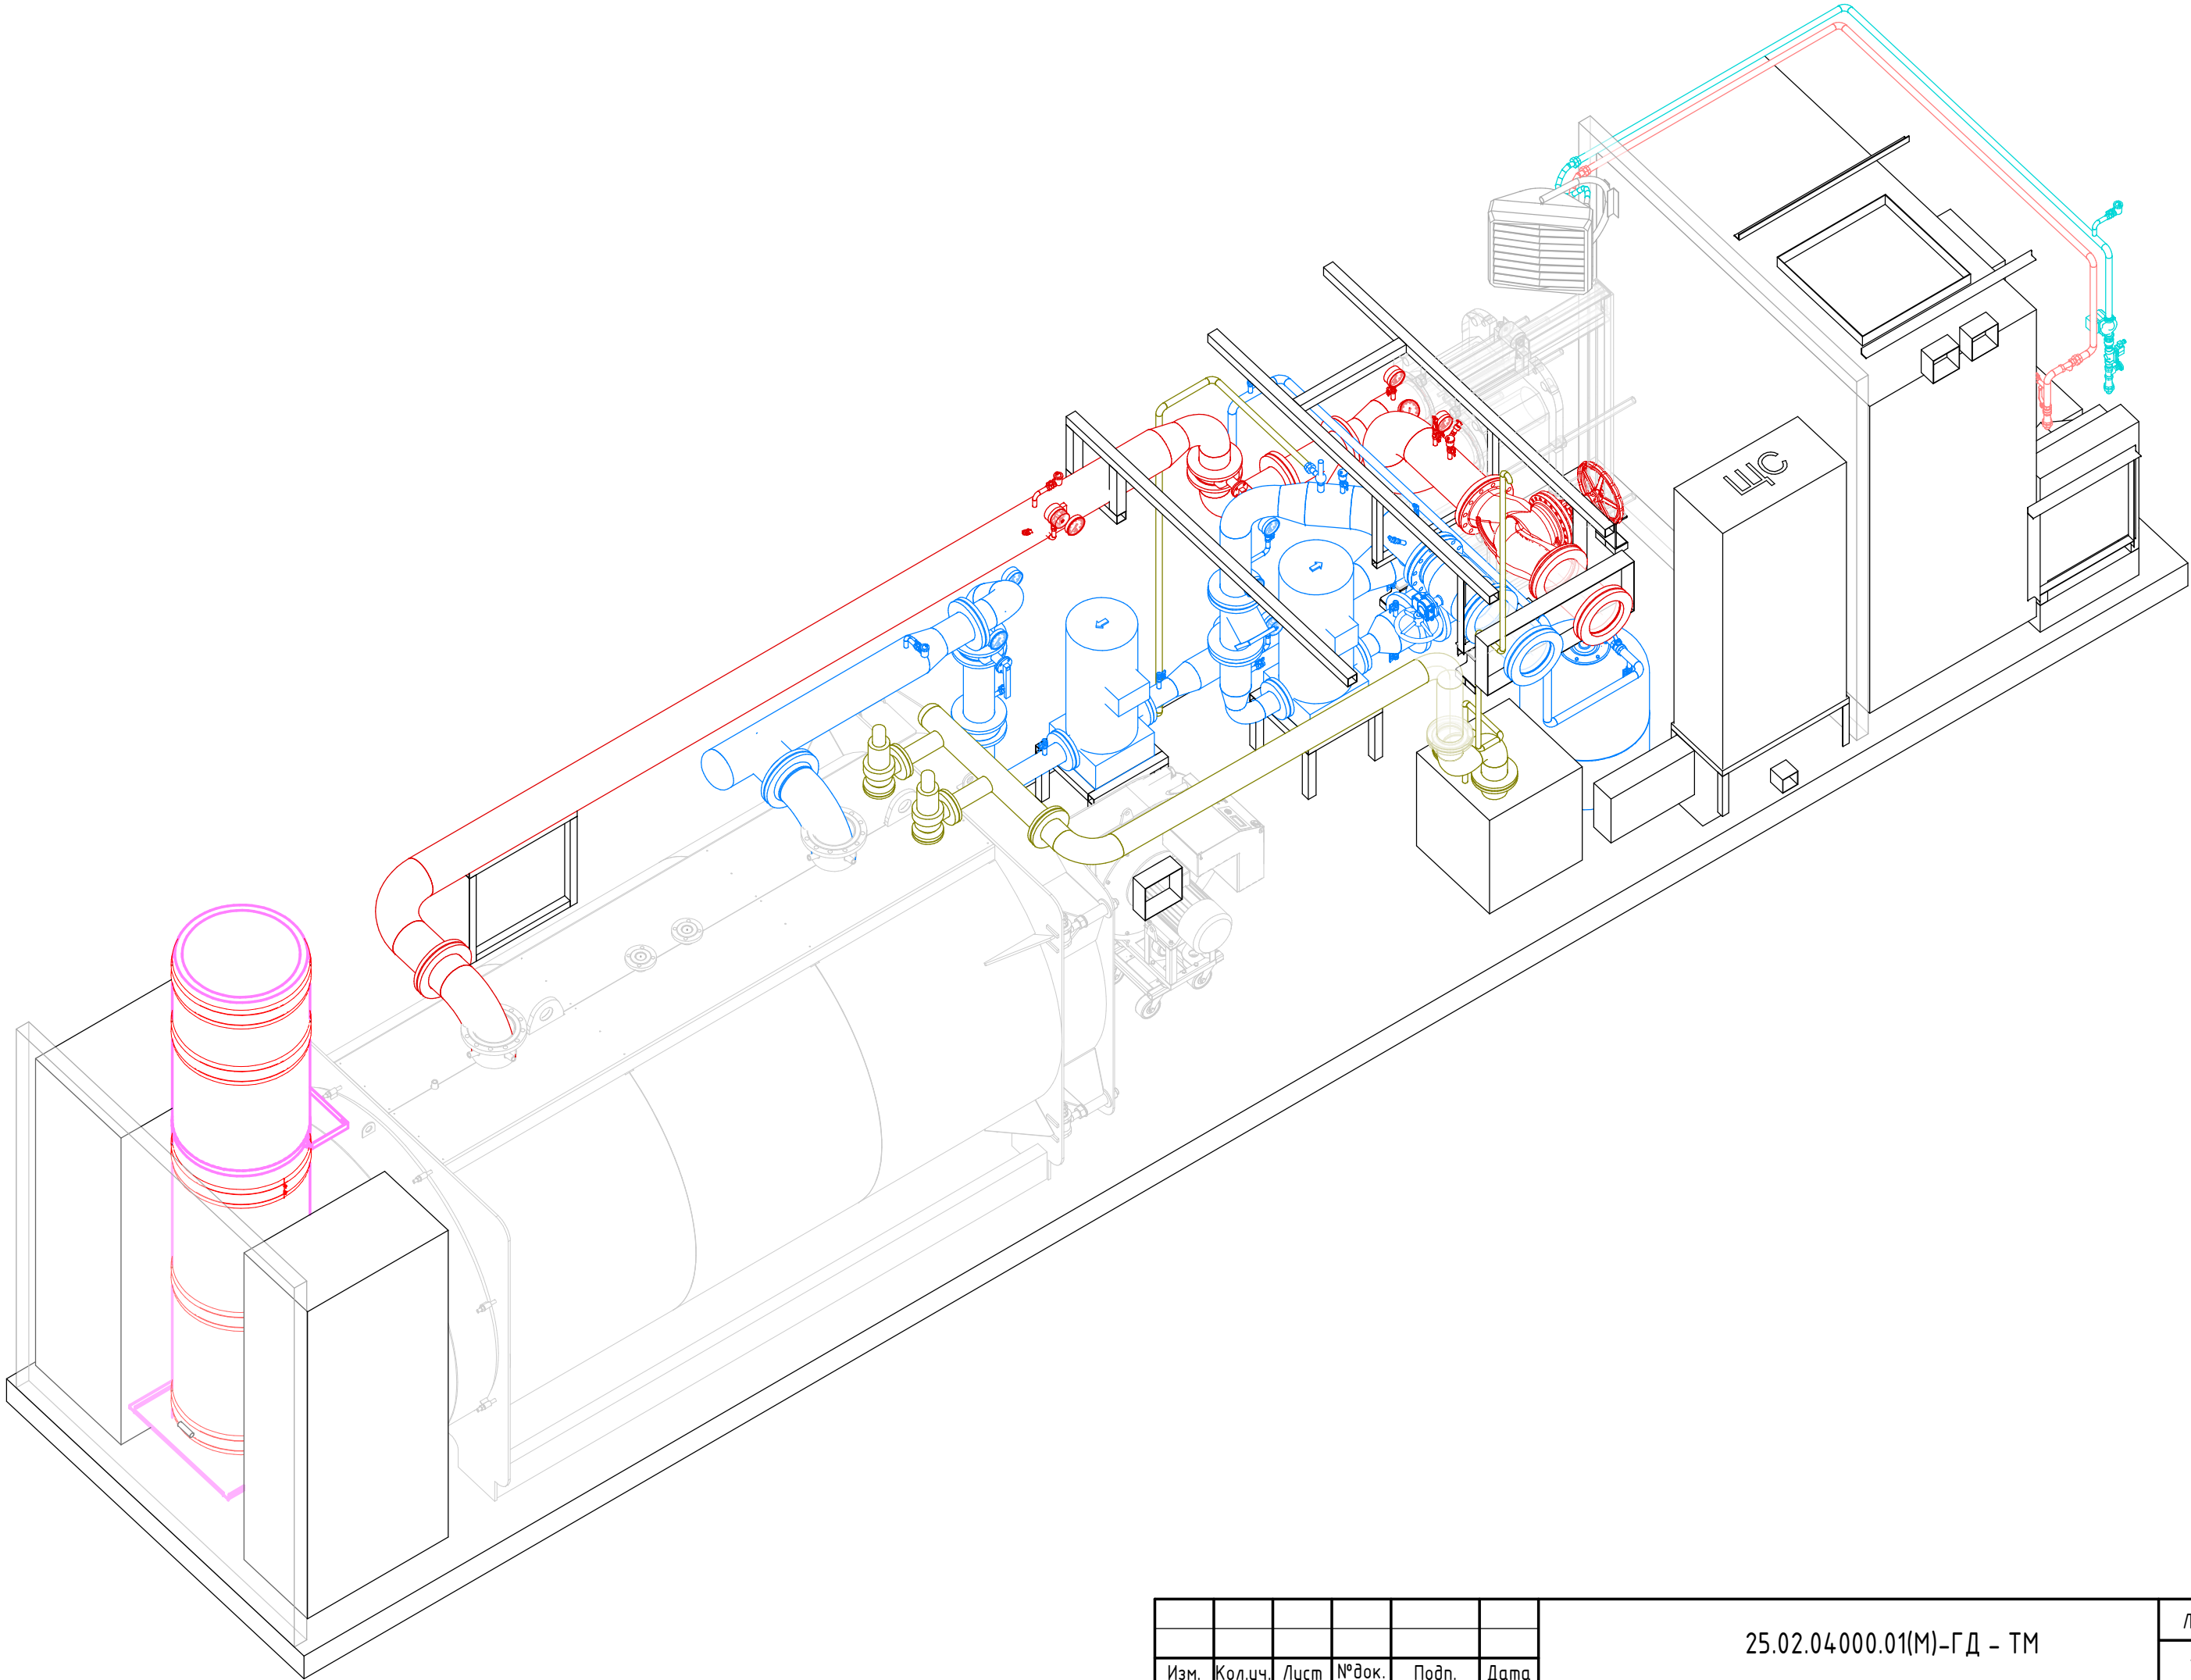 ЩС
25.02.04000.01(М)-ГД - ТМ
Изм. Кол.уч. Лист №док. Подп. Дата